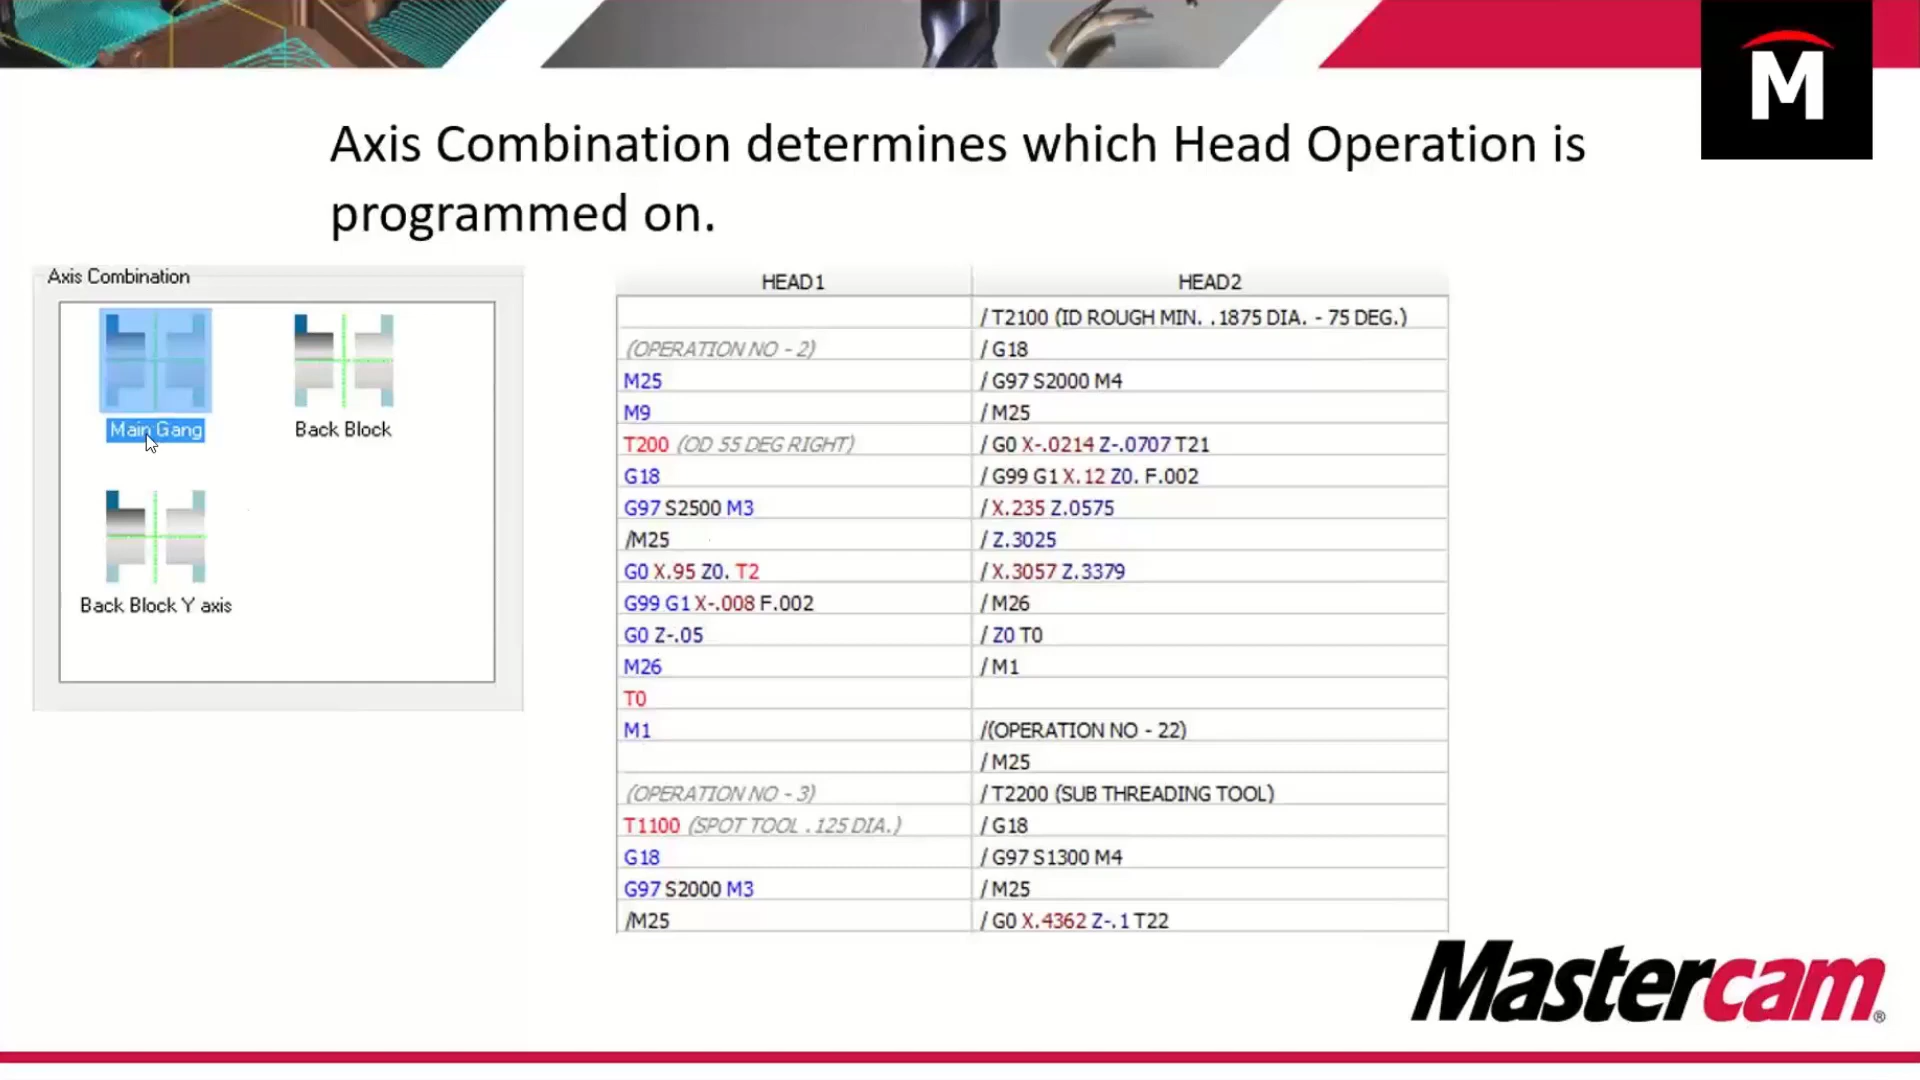 M
Axis Combination determines which Head Operation is
programmed on.
Axis Combination
Main Gang
Back Block
Back Block Y axis
HEAD1
(OPERATION NO - 2)
M25
M9
T200 (OD 55 DEG RIGHT)
G18
G97 S2500 M3
/M25
G0 X.95 Z0. T2
G99 G1 X-.008 F.002
G0 Z-.05
M26
T0
M1
(OPERATION NO - 3)
T1100 (SPOT TOOL .125 DIA.)
G18
G97 S2000 M3
/M25
HEAD2
/ T2100 (ID ROUGH MIN. .1875 DIA. - 75 DEG.)
/ G18
/ G97 S2000 M4
/ M25
/ G0 X-.0214 Z-.0707 T21
/ G99 G1 X.12 Z0. F.002
/ X.235 Z.0575
/ Z.3025
/ X.3057 Z.3379
/ M26
/ Z0 T0
/ M1
/(OPERATION NO - 22)
/ M25
/ T2200 (SUB THREADING TOOL)
/ G18
/ G97 S1300 M4
/ M25
/ G0 X.4362 Z-.1 T22
Mastercam®